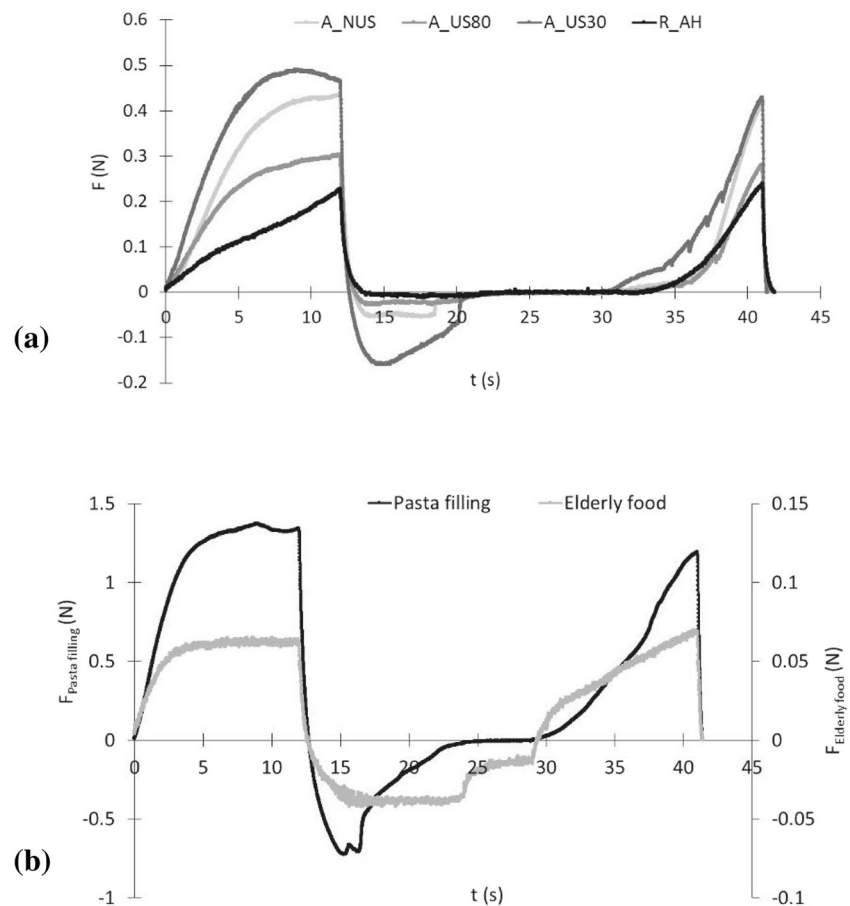 A_NUS A_US80 A_US30 R_AH
0.6
0.5
0.4
0.3
0.2
0.1
0
-0.1
-0.2
F (N)
0 5 10 15 20 25 30 35 40 45
t (s)
(a)
Pasta filling Elderly food
1.5
1
0.5
0
-0.5
-1
F Pasta filling (N)
0.15
0.1
0.05
0
-0.05
-0.1
F Elderly food (N)
0 5 10 15 20 25 30 35 40 45
t (s)
(b)